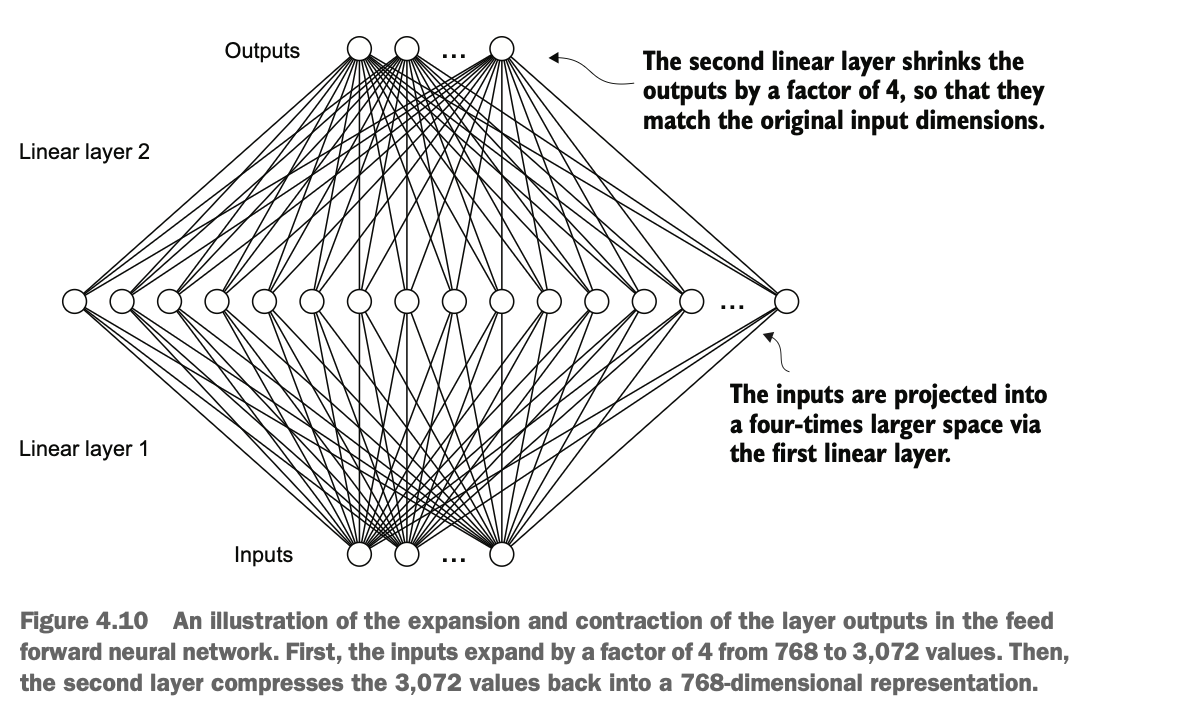 Outputs
...
The second linear layer shrinks the
outputs by a factor of 4, so that they
match the original input dimensions.
Linear layer 2
...
The inputs are projected into
a four-times larger space via
the first linear layer.
Linear layer 1
Inputs
...
Figure 4.10 An illustration of the expansion and contraction of the layer outputs in the feed
forward neural network. First, the inputs expand by a factor of 4 from 768 to 3,072 values. Then,
the second layer compresses the 3,072 values back into a 768-dimensional representation.